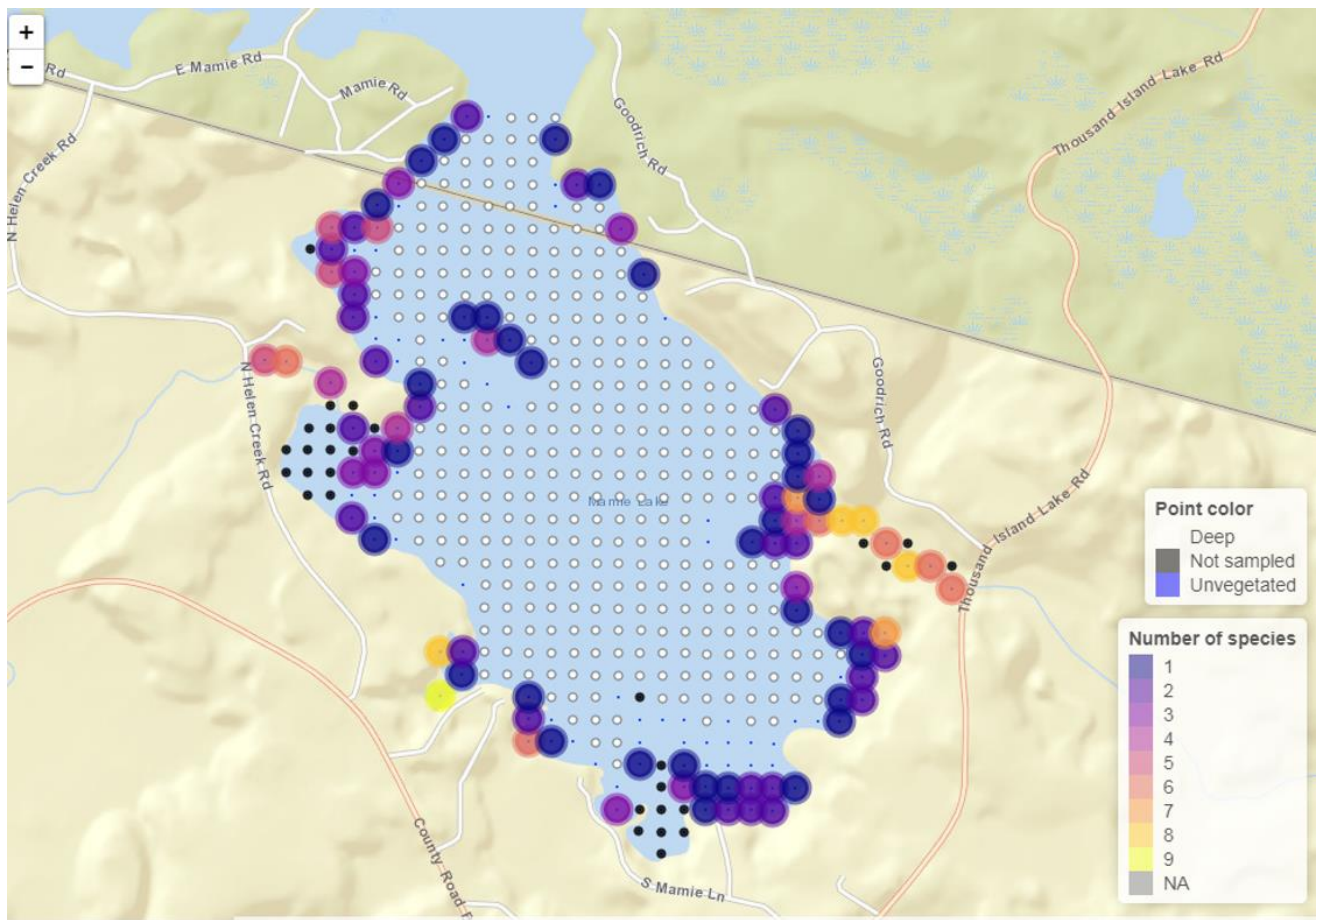 +
−
Rd
E Mamie Rd
Mamie Rd
Goodrich Rd
Thousand Island Lake Rd
N Helen Creek Rd
N Helen Creek Rd
Goodrich Rd
Mamie Lake
Thousand Island Lake Rd
Point color
Deep
Not sampled
Unvegetated
Number of species
1
2
3
4
5
6
7
8
9
NA
County Road
S Mamie Ln